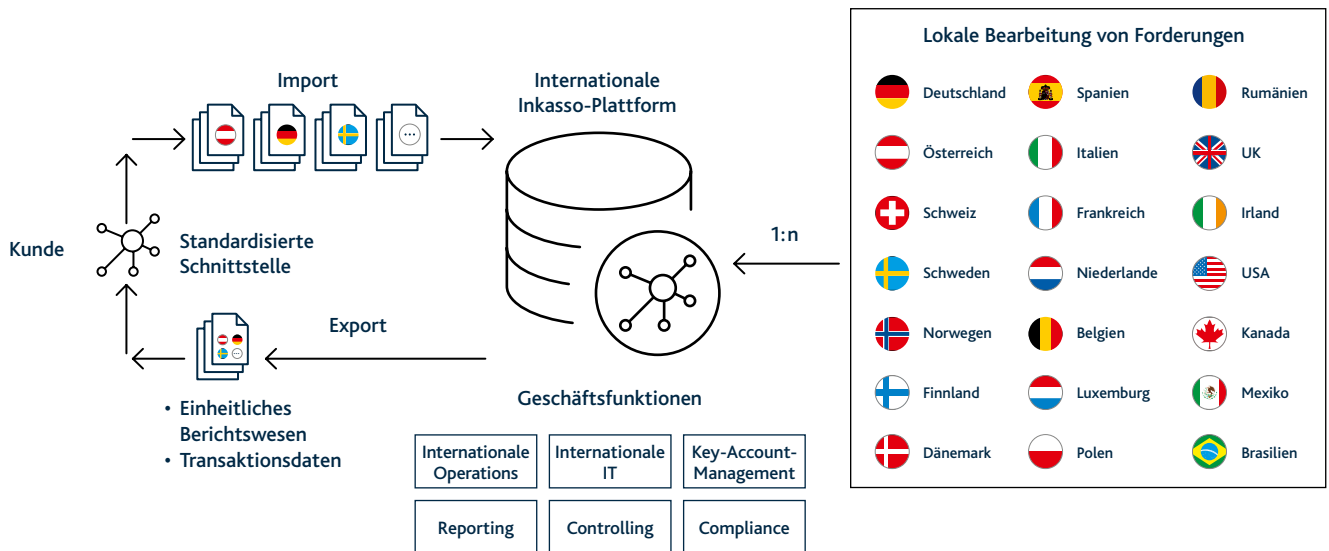 Import
Internationale
Inkasso-Plattform
Kunde
Standardisierte
Schnittstelle
Export
• Einheitliches
Berichtswesen
• Transaktionsdaten
1:n
Geschäftsfunktionen
Internationale
Operations
Internationale
IT
Key-Account-
Management
Reporting
Controlling
Compliance
Lokale Bearbeitung von Forderungen
Deutschland
Spanien
Rumänien
Österreich
Italien
UK
Schweiz
Frankreich
Irland
Schweden
Niederlande
USA
Norwegen
Belgien
Kanada
Finnland
Luxemburg
Mexiko
Dänemark
Polen
Brasilien